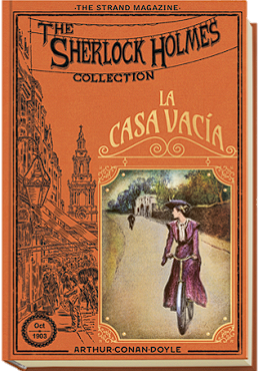 ·THE STRAND MAGAZINE·
THE
SHERLOCK HOLMES
COLLECTION
LA
CASA VACÍA
Oct
1903
ARTHUR·CONAN·DOYLE